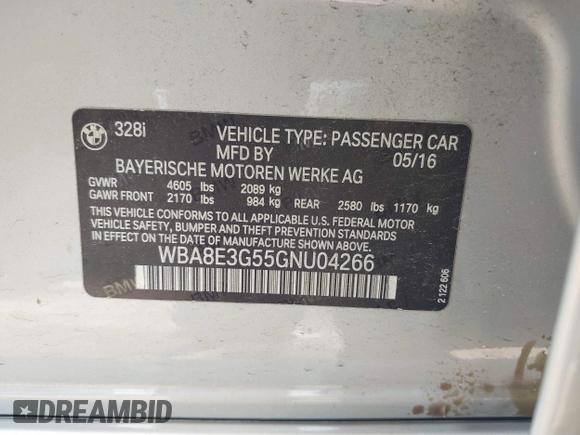 328i
VEHICLE TYPE: PASSENGER CAR
MFD BY 05/16
BAYERISCHE MOTOREN WERKE AG
GVWR 4605 lbs 2089 kg
GAWR FRONT 2170 lbs 984 kg REAR 2580 lbs 1170 kg
THIS VEHICLE CONFORMS TO ALL APPLICABLE U.S. FEDERAL MOTOR
VEHICLE SAFETY, BUMPER AND THEFT PREVENTION STANDARDS IN
EFFECT ON THE DATE OF MANUFACTURE SHOWN ABOVE.
WBA8E3G55GNU04266
2 122 606
DREAMBID